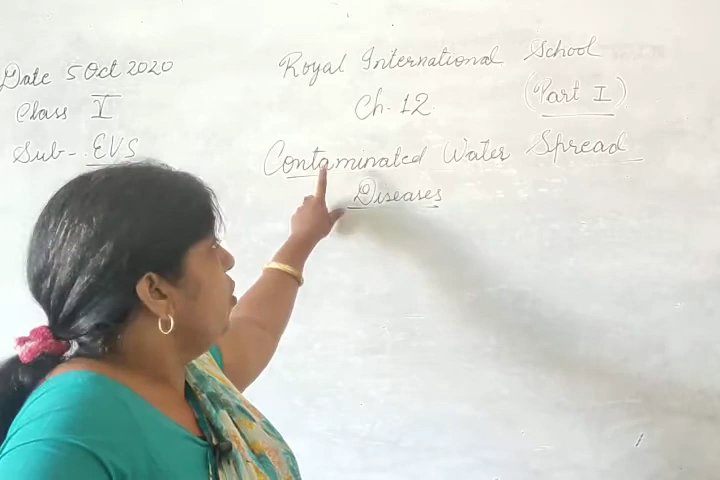 Date 5 Oct 2020
Class V
Sub- EVS
Royal International School
Ch. 12 (Part I)
Contaminated Water Spread
Diseases